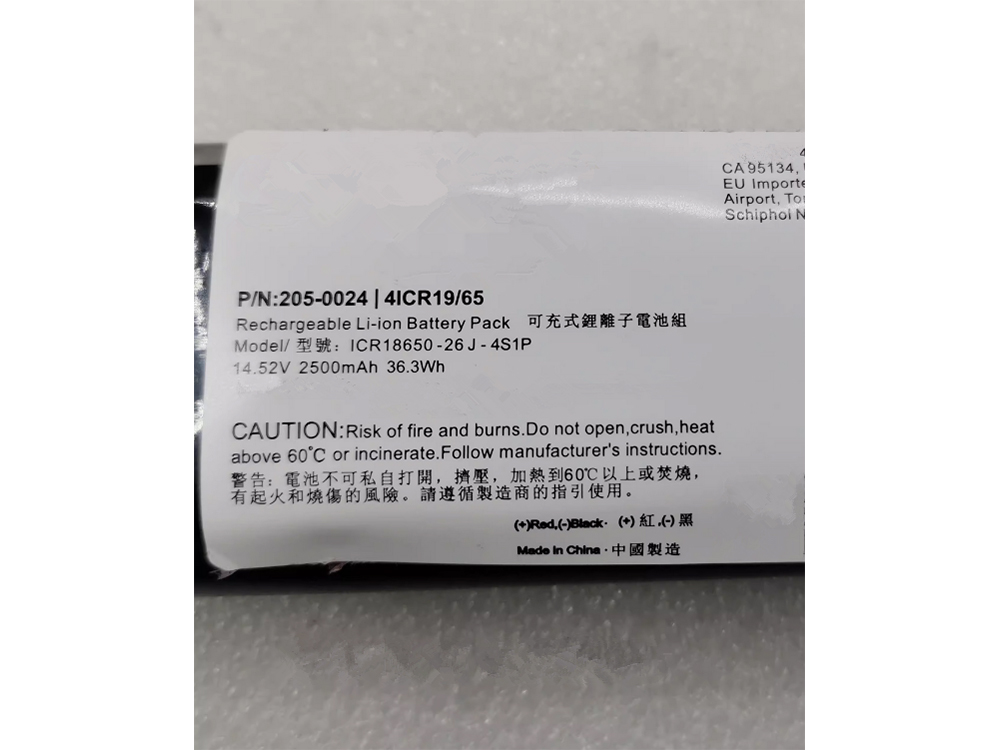 CA 95134,
EU Importe
Airport, To
Schiphol N
P/N:205-0024 | 4ICR19/65
Rechargeable Li-ion Battery Pack 可充式鋰離子電池組
Model/ 型號: ICR18650-26J-4S1P
14.52V 2500mAh 36.3Wh
CAUTION:Risk of fire and burns.Do not open,crush,heat
above 60℃ or incinerate.Follow manufacturer's instructions.
警告: 電池不可私自打開, 擠壓, 加熱到60℃以上或焚燒,
有起火和燒傷的風險。請遵循製造商的指引使用。
(+)Red,(-)Black· (+) 紅,(-) 黑
Made in China · 中國製造